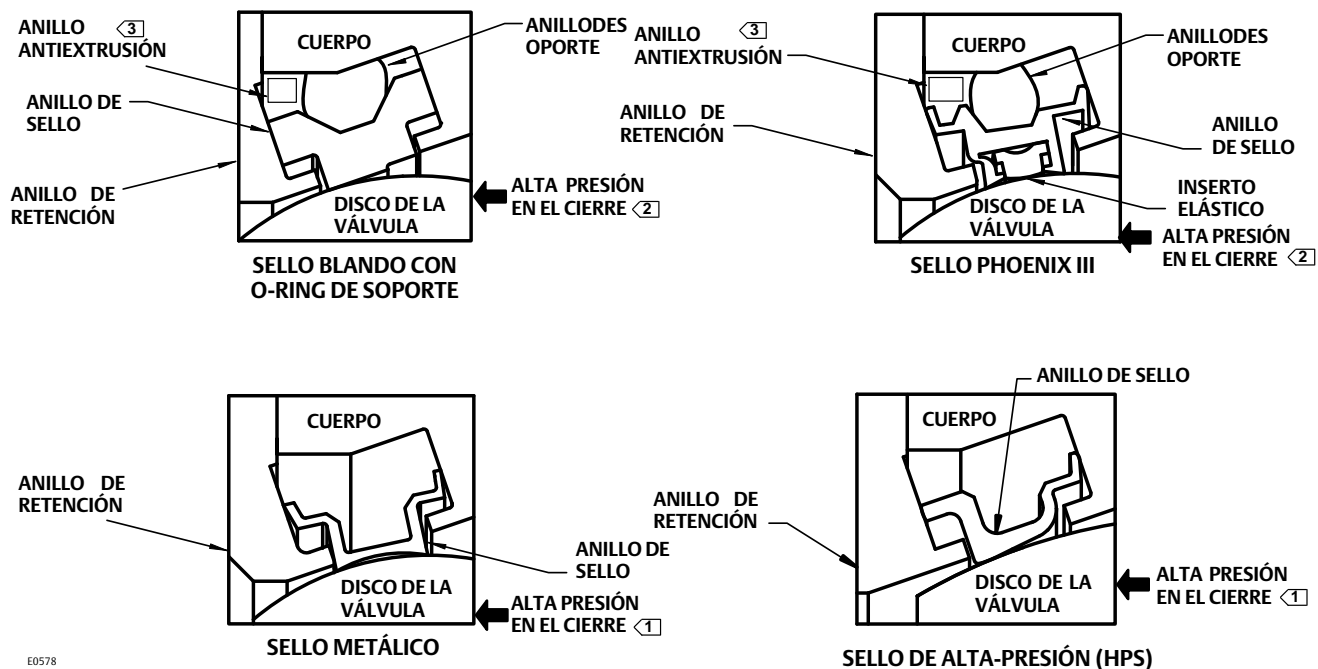 ANILLO 3
ANTIEXTRUSIÓN
CUERPO
ANILLODES
OPORTE
ANILLO DE
SELLO
ANILLO DE
RETENCIÓN
DISCO DE LA
VÁLVULA
ALTA PRESIÓN
EN EL CIERRE 2
SELLO BLANDO CON
O-RING DE SOPORTE
ANILLO 3
ANTIEXTRUSIÓN
CUERPO
ANILLODES
OPORTE
ANILLO DE
RETENCIÓN
ANILLO
DE SELLO
INSERTO
ELÁSTICO
DISCO DE LA
VÁLVULA
ALTA PRESIÓN
EN EL CIERRE 2
SELLO PHOENIX III
CUERPO
ANILLO DE
RETENCIÓN
ANILLO DE
SELLO
DISCO DE LA
VÁLVULA
ALTA PRESIÓN
EN EL CIERRE 1
SELLO METÁLICO
ANILLO DE SELLO
CUERPO
ANILLO DE
RETENCIÓN
DISCO DE LA
VÁLVULA
ALTA PRESIÓN
EN EL CIERRE 1
SELLO DE ALTA-PRESIÓN (HPS)
E0578